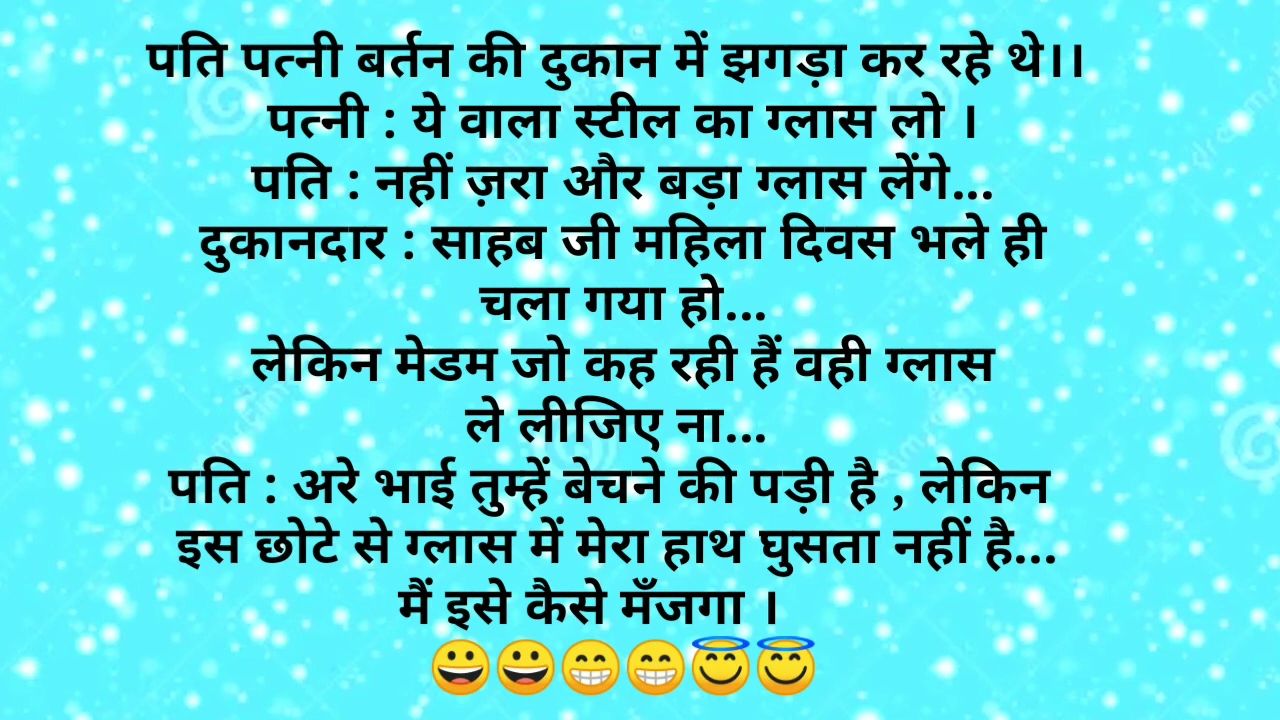 पति पत्नी बर्तन की दुकान में झगड़ा कर रहे थे।।
पत्नी : ये वाला स्टील का ग्लास लो ।
पति : नहीं ज़रा और बड़ा ग्लास लेंगे...
दुकानदार : साहब जी महिला दिवस भले ही
चला गया हो...
लेकिन मेडम जो कह रही हैं वही ग्लास
ले लीजिए ना...
पति : अरे भाई तुम्हें बेचने की पड़ी है , लेकिन
इस छोटे से ग्लास में मेरा हाथ घुसता नहीं है...
मैं इसे कैसे मँजगा ।
😀😀😁😁😇😇